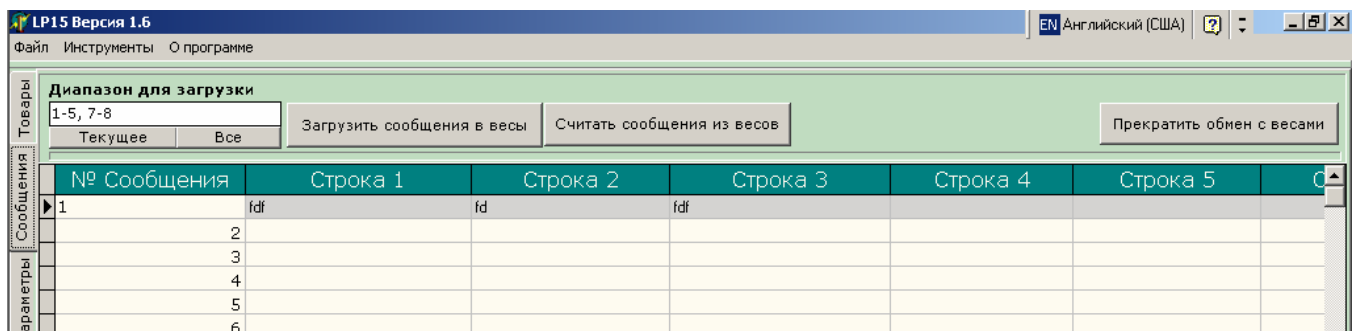 LP15 Версия 1.6
EN Английский (США)
Файл Инструменты О программе
Товары
Сообщения
Диапазон для загрузки
1-5, 7-8
Текущее Все
Загрузить сообщения в весы
Считать сообщения из весов
Прекратить обмен с весами
№ Сообщения Строка 1 Строка 2 Строка 3 Строка 4 Строка 5
1 fdf fd fdf
2
3
4
5
6